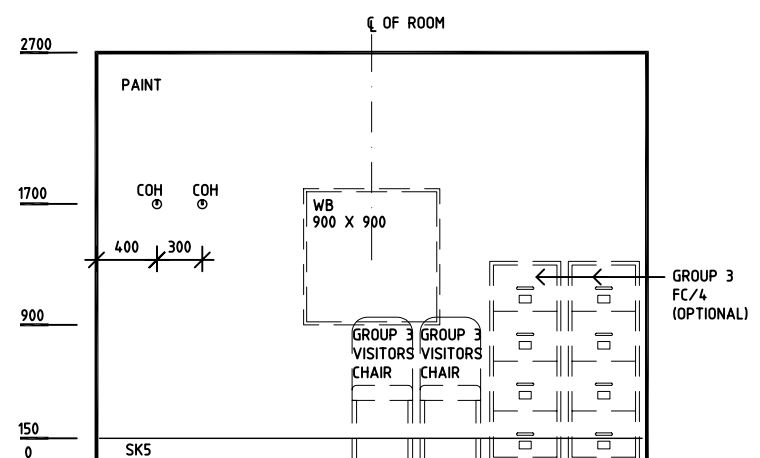 ℄ OF ROOM
2700
PAINT
1700
COH COH
WB
900 X 900
400 300
GROUP 3
FC/4
(OPTIONAL)
900
GROUP 3 GROUP 3
VISITORS VISITORS
CHAIR CHAIR
150
0
SK5